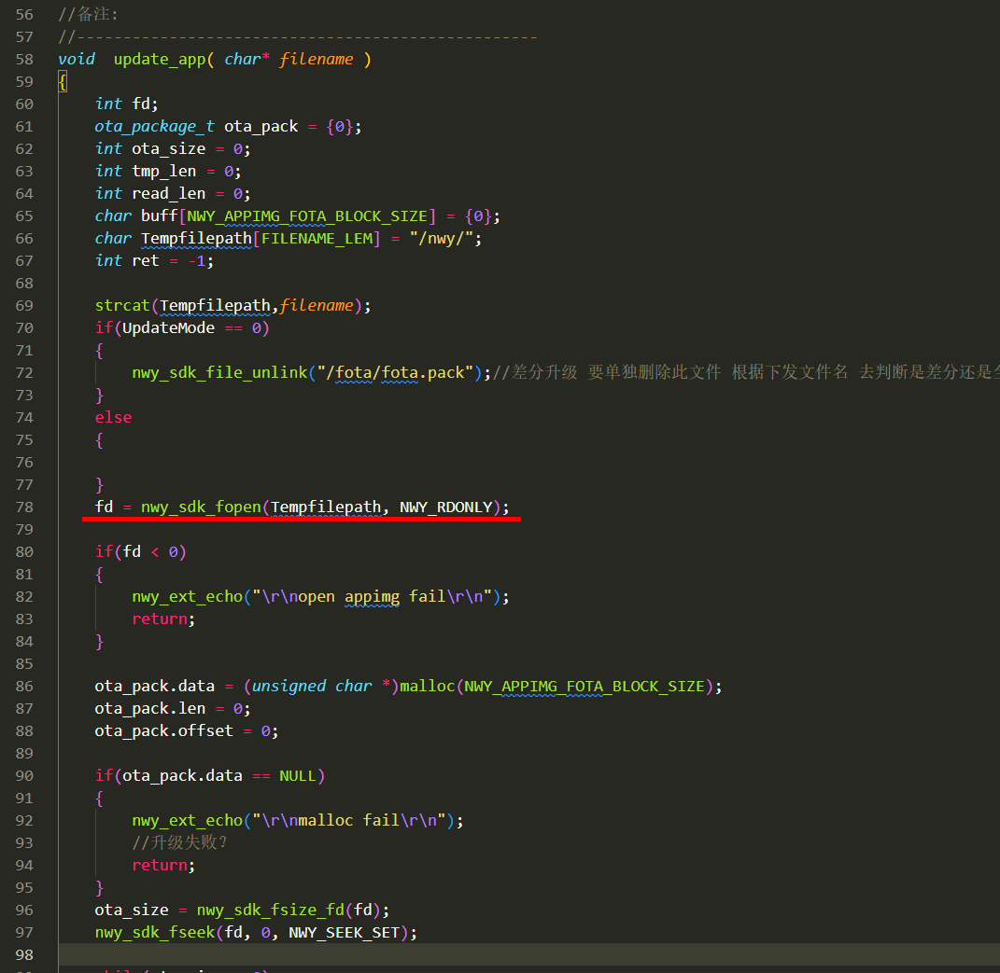 56 //备注:
57 //--------------------------------------------------
58 void  update_app( char* filename )
59 {
60     int fd;
61     ota_package_t ota_pack = {0};
62     int ota_size = 0;
63     int tmp_len = 0;
64     int read_len = 0;
65     char buff[NWY_APPIMG_FOTA_BLOCK_SIZE] = {0};
66     char Tempfilepath[FILENAME_LEM] = "/nwy/";
67     int ret = -1;
68
69     strcat(Tempfilepath,filename);
70     if(UpdateMode == 0)
71     {
72         nwy_sdk_file_unlink("/fota/fota.pack");//差分升级 要单独删除此文件 根据下发文件名 去判断是差分还是
73     }
74     else
75     {
76
77     }
78     fd = nwy_sdk_fopen(Tempfilepath, NWY_RDONLY);
79
80     if(fd < 0)
81     {
82         nwy_ext_echo("\r\nopen appimg fail\r\n");
83         return;
84     }
85
86     ota_pack.data = (unsigned char *)malloc(NWY_APPIMG_FOTA_BLOCK_SIZE);
87     ota_pack.len = 0;
88     ota_pack.offset = 0;
89
90     if(ota_pack.data == NULL)
91     {
92         nwy_ext_echo("\r\nmalloc fail\r\n");
93         //升级失败?
94         return;
95     }
96     ota_size = nwy_sdk_fsize_fd(fd);
97     nwy_sdk_fseek(fd, 0, NWY_SEEK_SET);
98